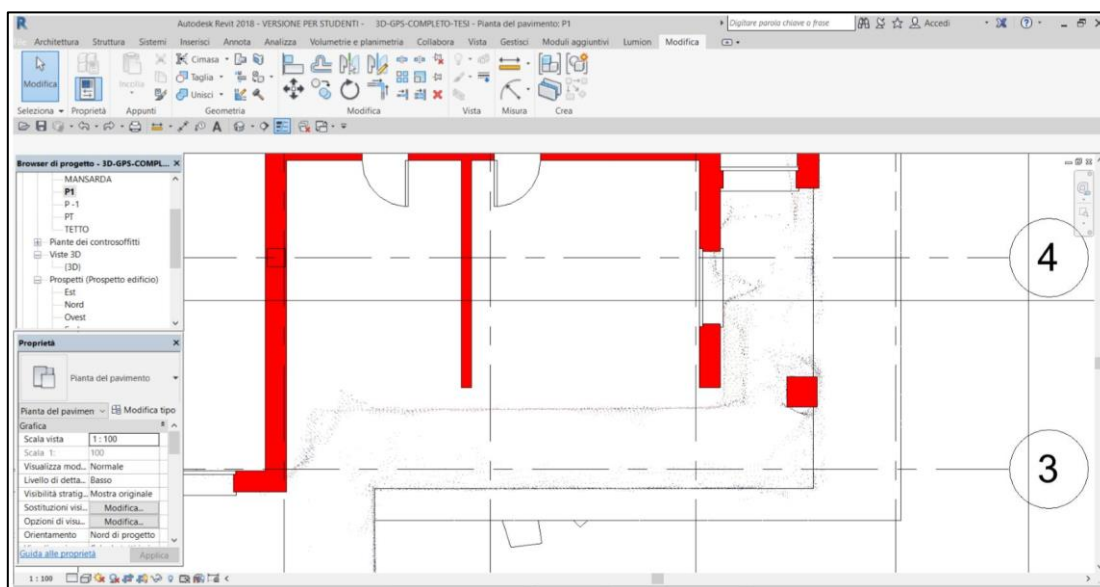 Autodesk Revit 2018 - VERSIONE PER STUDENTI - 3D-GPS-COMPLETO-TESI - Pianta del pavimento: P1
Digitare parola chiave o frase
Accedi
Architettura Struttura Sistemi Inserisci Annota Analizza Volumetrie e planimetria Collabora Vista Gestisci Moduli aggiuntivi Lumion Modifica
Modifica
Incolla
Cimasa
Taglia
Unisci
Seleziona Proprietà Appunti Geometria Modifica Vista Misura Crea
Browser di progetto - 3D-GPS-COMPL...
MANSARDA
P1
P -1
PT
TETTO
Piante dei controsoffitti
Viste 3D
(3D)
Prospetti (Prospetto edificio)
Est
Nord
Ovest
Proprietà
Pianta del pavimento
Pianta del pavimen
Modifica tipo
Grafica
Scala vista 1 : 100
Scala 1: 100
Visualizza mod... Normale
Livello di detta... Basso
Visibilità stratig... Mostra originale
Sostituzioni visi... Modifica...
Opzioni di visu... Modifica...
Orientamento Nord di progetto
Guida alle proprietà
Applica
1 : 100
4
3